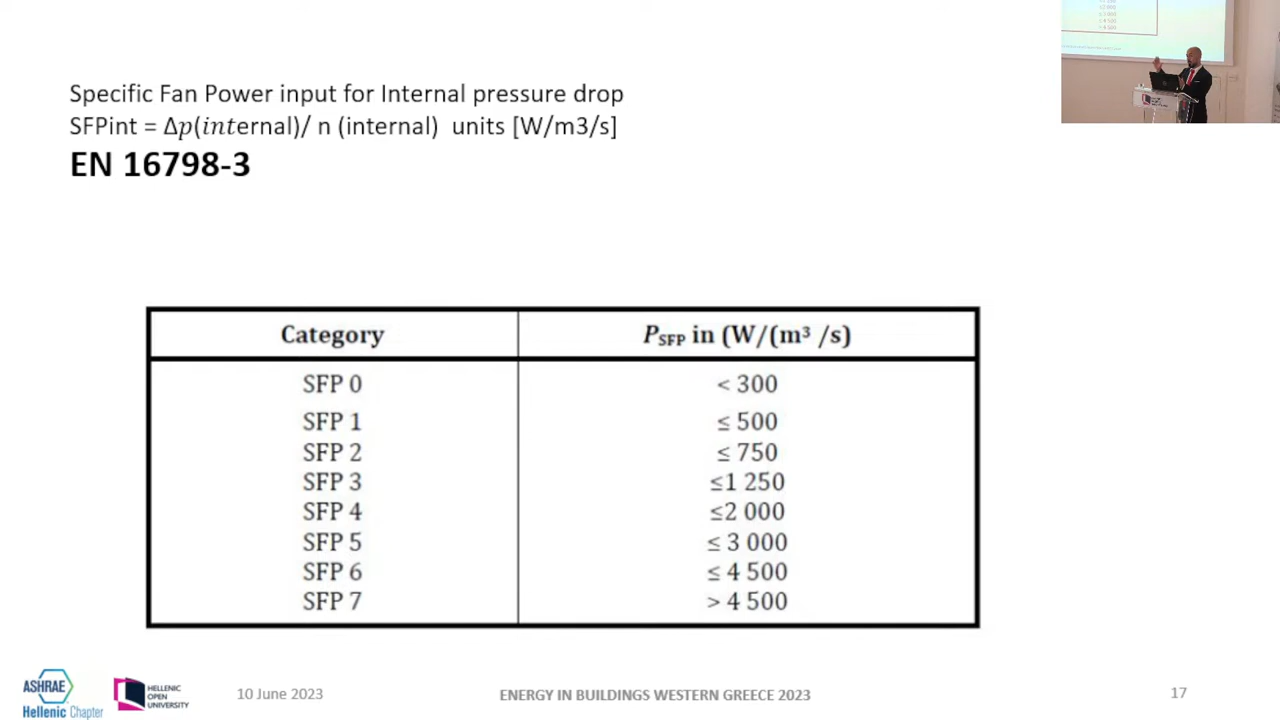 Specific Fan Power input for Internal pressure drop
SFPint = Δp(internal)/ n (internal) units [W/m3/s]
EN 16798-3
Category P_SFP in (W/(m³ /s)
SFP 0 < 300
SFP 1 ≤ 500
SFP 2 ≤ 750
SFP 3 ≤1 250
SFP 4 ≤2 000
SFP 5 ≤ 3 000
SFP 6 ≤ 4 500
SFP 7 > 4 500
ASHRAE
Hellenic Chapter
HELLENIC
OPEN
UNIVERSITY
10 June 2023
ENERGY IN BUILDINGS WESTERN GREECE 2023
17